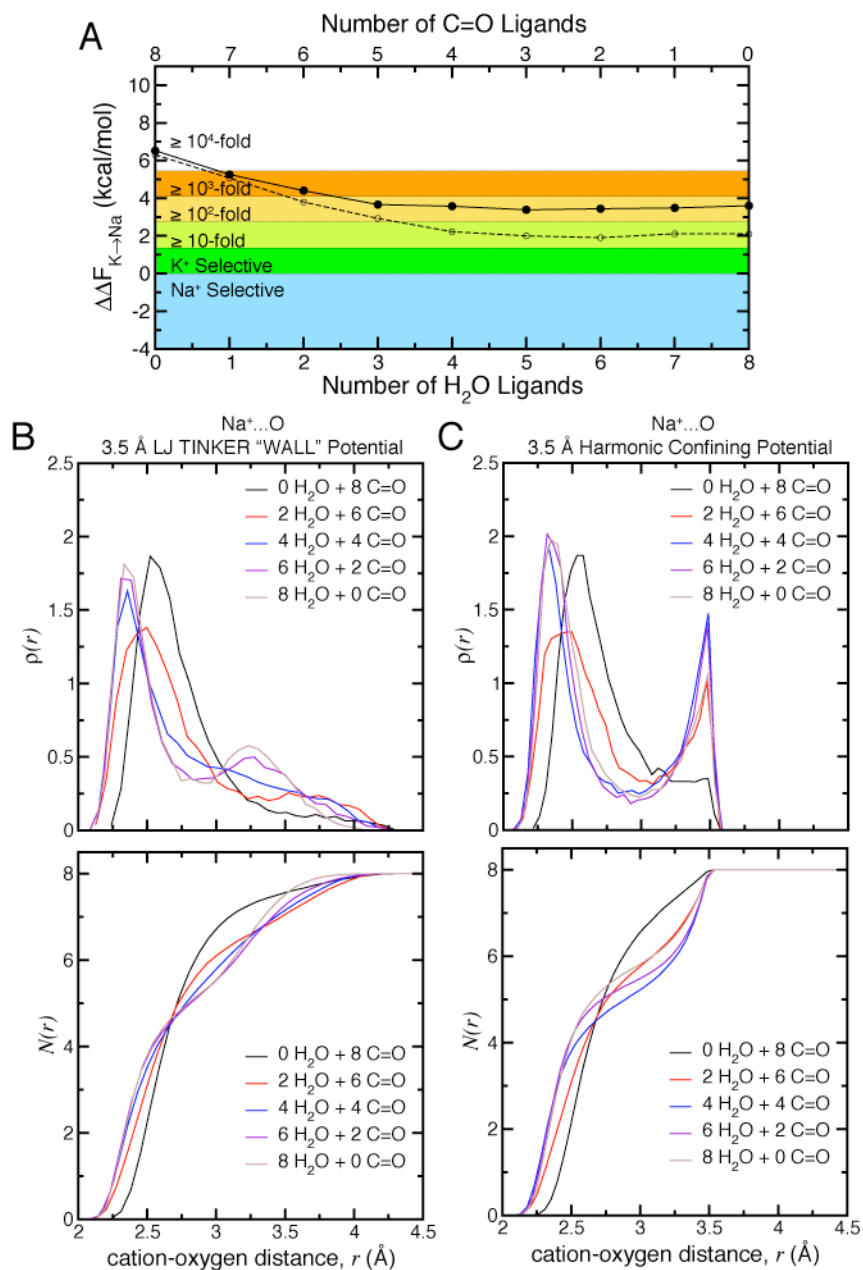 A
Number of C=O Ligands
8 7 6 5 4 3 2 1 0
ΔΔF_K→Na (kcal/mol)
10
8
6
4
2
0
-2
-4
≥ 10⁴-fold
≥ 10³-fold
≥ 10²-fold
≥ 10-fold
K⁺ Selective
Na⁺ Selective
0 1 2 3 4 5 6 7 8
Number of H₂O Ligands
B
Na⁺...O
3.5 Å LJ TINKER “WALL” Potential
ρ(r)
2.5
2
1.5
1
0.5
0
0 H₂O + 8 C=O
2 H₂O + 6 C=O
4 H₂O + 4 C=O
6 H₂O + 2 C=O
8 H₂O + 0 C=O
N(r)
8
6
4
2
0
0 H₂O + 8 C=O
2 H₂O + 6 C=O
4 H₂O + 4 C=O
6 H₂O + 2 C=O
8 H₂O + 0 C=O
2 2.5 3 3.5 4 4.5
cation-oxygen distance, r (Å)
C
Na⁺...O
3.5 Å Harmonic Confining Potential
ρ(r)
2.5
2
1.5
1
0.5
0
0 H₂O + 8 C=O
2 H₂O + 6 C=O
4 H₂O + 4 C=O
6 H₂O + 2 C=O
8 H₂O + 0 C=O
N(r)
8
6
4
2
0
0 H₂O + 8 C=O
2 H₂O + 6 C=O
4 H₂O + 4 C=O
6 H₂O + 2 C=O
8 H₂O + 0 C=O
2 2.5 3 3.5 4 4.5
cation-oxygen distance, r (Å)